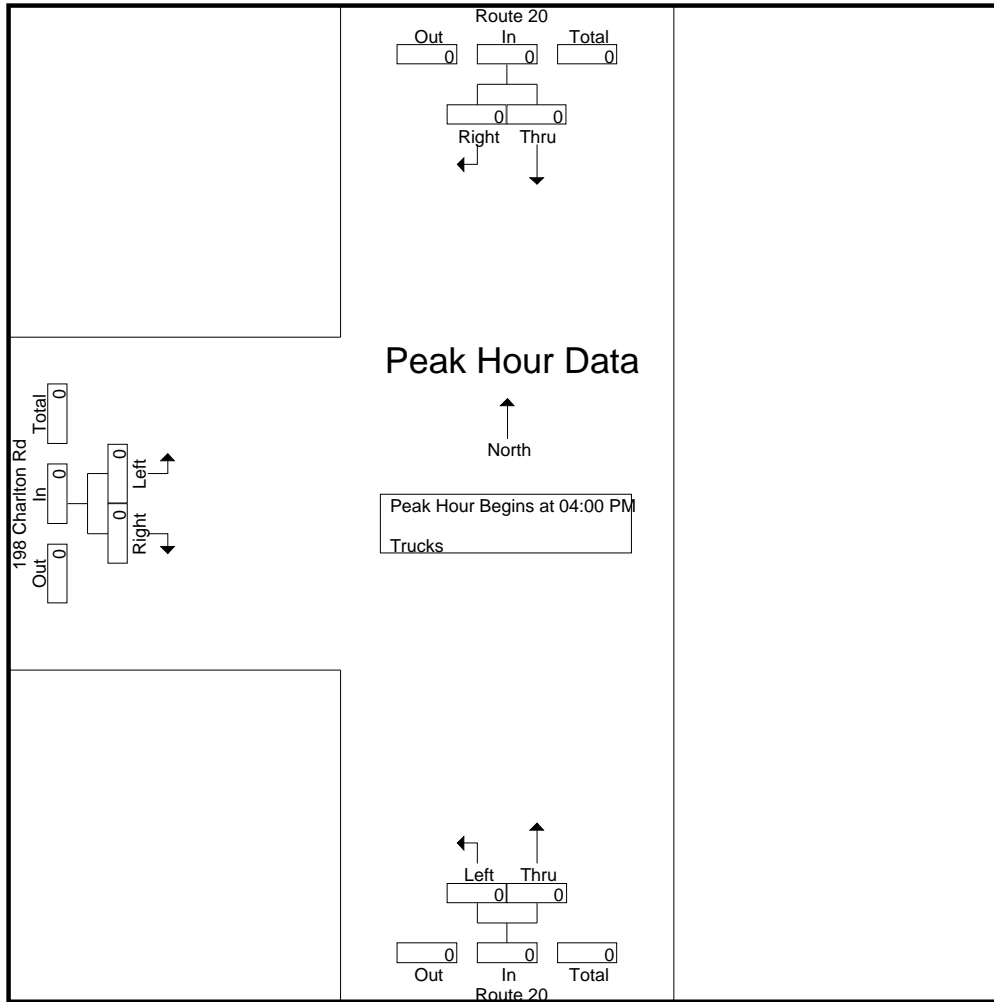 Route 20
Out In Total
0 0 0
0 0
Right Thru
Peak Hour Data
North
Peak Hour Begins at 04:00 PM
Trucks
198 Charlton Rd
Out In Total
0 0 0
0 0
Right Left
Left Thru
0 0
0 0 0
Out In Total
Route 20